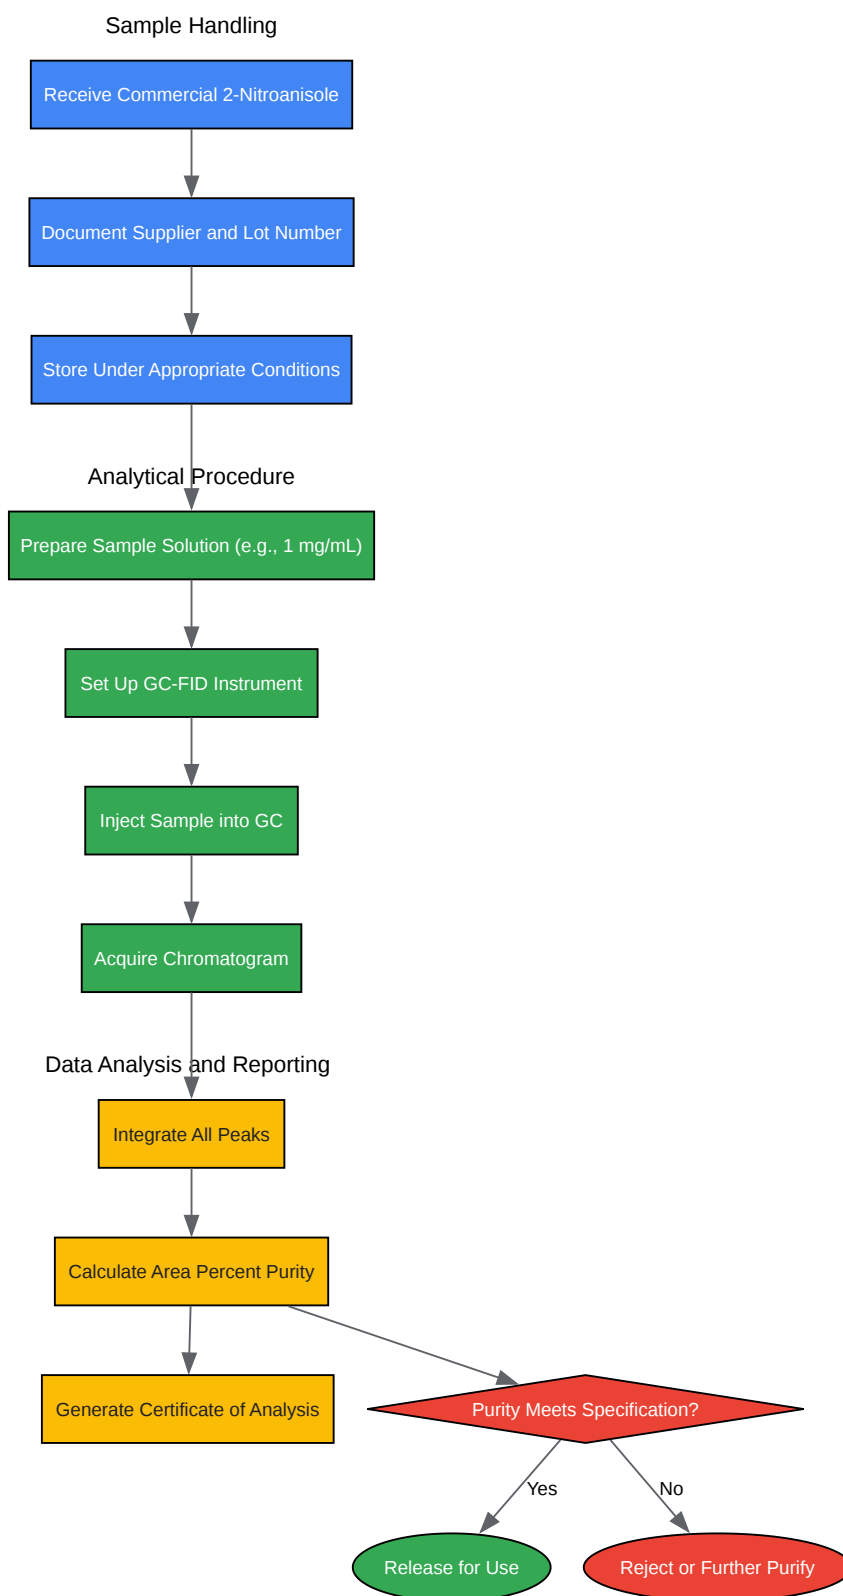 Sample Handling
Receive Commercial 2-Nitroanisole
Document Supplier and Lot Number
Store Under Appropriate Conditions
Analytical Procedure
Prepare Sample Solution (e.g., 1 mg/mL)
Set Up GC-FID Instrument
Inject Sample into GC
Acquire Chromatogram
Data Analysis and Reporting
Integrate All Peaks
Calculate Area Percent Purity
Generate Certificate of Analysis
Purity Meets Specification?
Yes
No
Release for Use
Reject or Further Purify